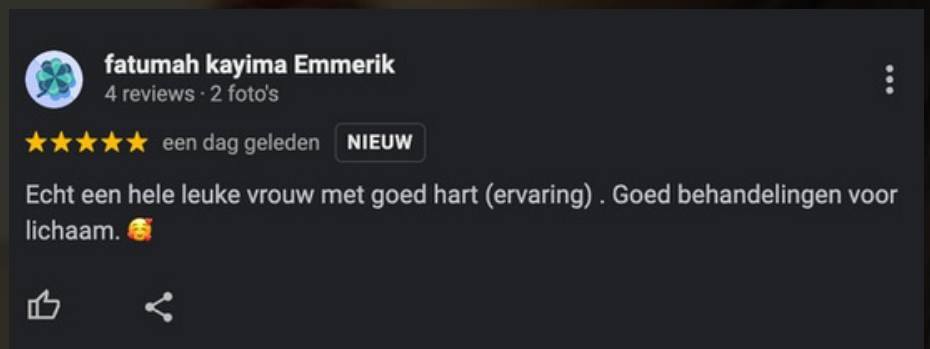 fatumah kayima Emmerik
4 reviews · 2 foto's
een dag geleden NIEUW
Echt een hele leuke vrouw met goed hart (ervaring) . Goed behandelingen voor
lichaam. 🥰